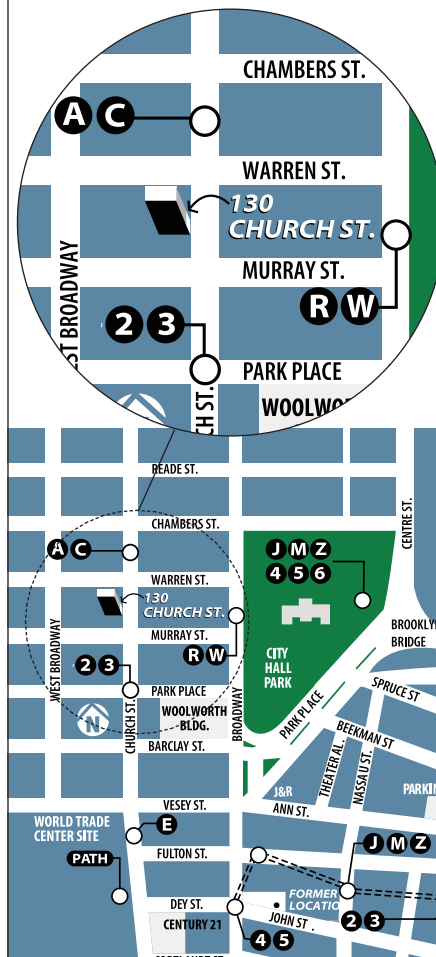 CHAMBERS ST.
A C
WARREN ST.
130
CHURCH ST.
MURRAY ST.
R W
2 3
PARK PLACE
READE ST.
CHAMBERS ST.
A C
J M Z
4 5 6
CENTRE ST.
WARREN ST.
130
CHURCH ST.
MURRAY ST.
R W
WEST BROADWAY
2 3
CITY
HALL
PARK
BRIDGE
PARK PLACE
CHURCH ST.
WOOLWORTH
BLDG.
BROADWAY
PARK PLACE
SPRUCE ST
N
BARCLAY ST.
BEEKMAN ST
THEATER AL.
NASSAU ST.
J&R
VESEY ST.
ANN ST.
WORLD TRADE
CENTER SITE
E
FULTON ST.
J M Z
PATH
DEY ST.
FORMER
CENTURY 21
JOHN ST.
2 3
4 5